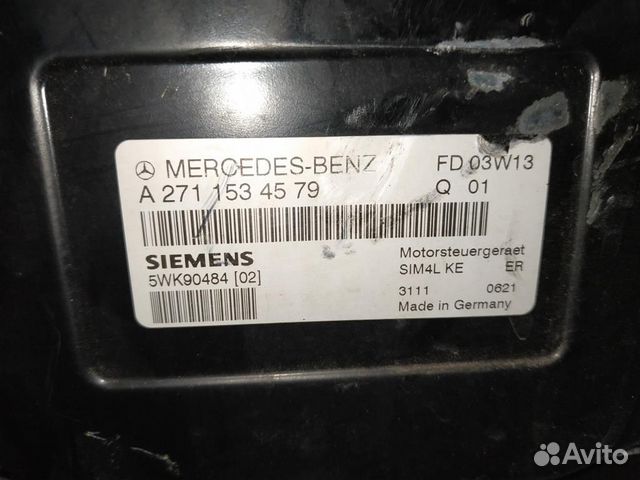 MERCEDES-BENZ FD 03W13
A 271 153 45 79 Q 01
SIEMENS Motorsteuergeraet
5WK90484 [02] SIM4L KE ER
3111 0621
Made in Germany
Avito